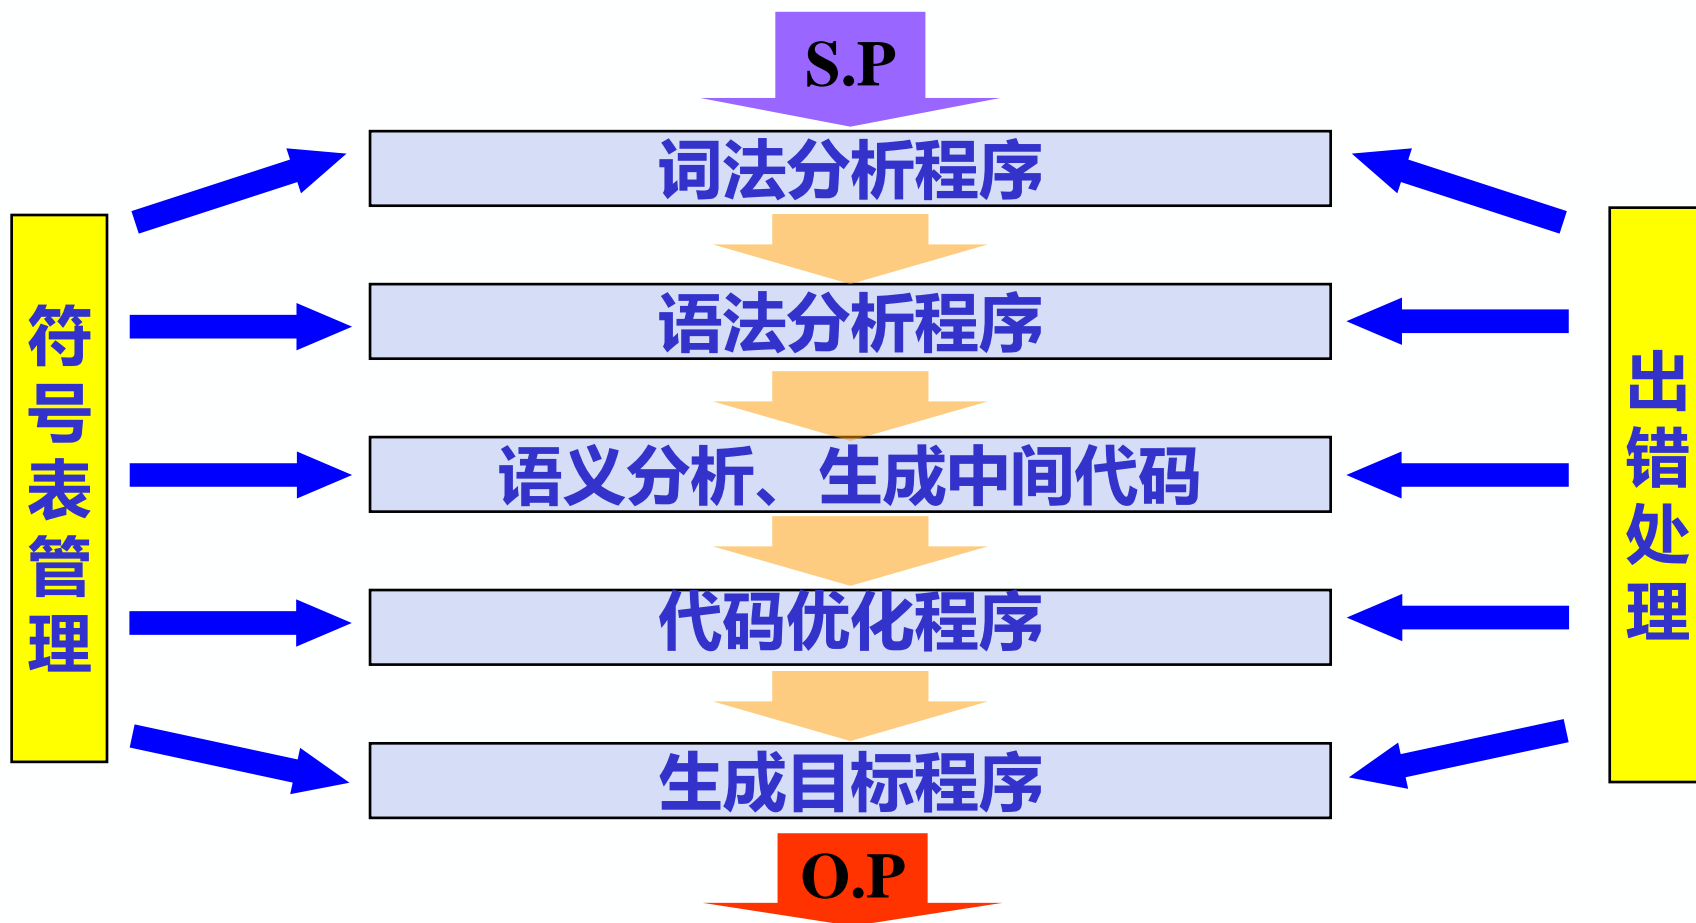 S.P
词法分析程序
语法分析程序
语义分析、生成中间代码
代码优化程序
生成目标程序
O.P
符号表管理
出错处理